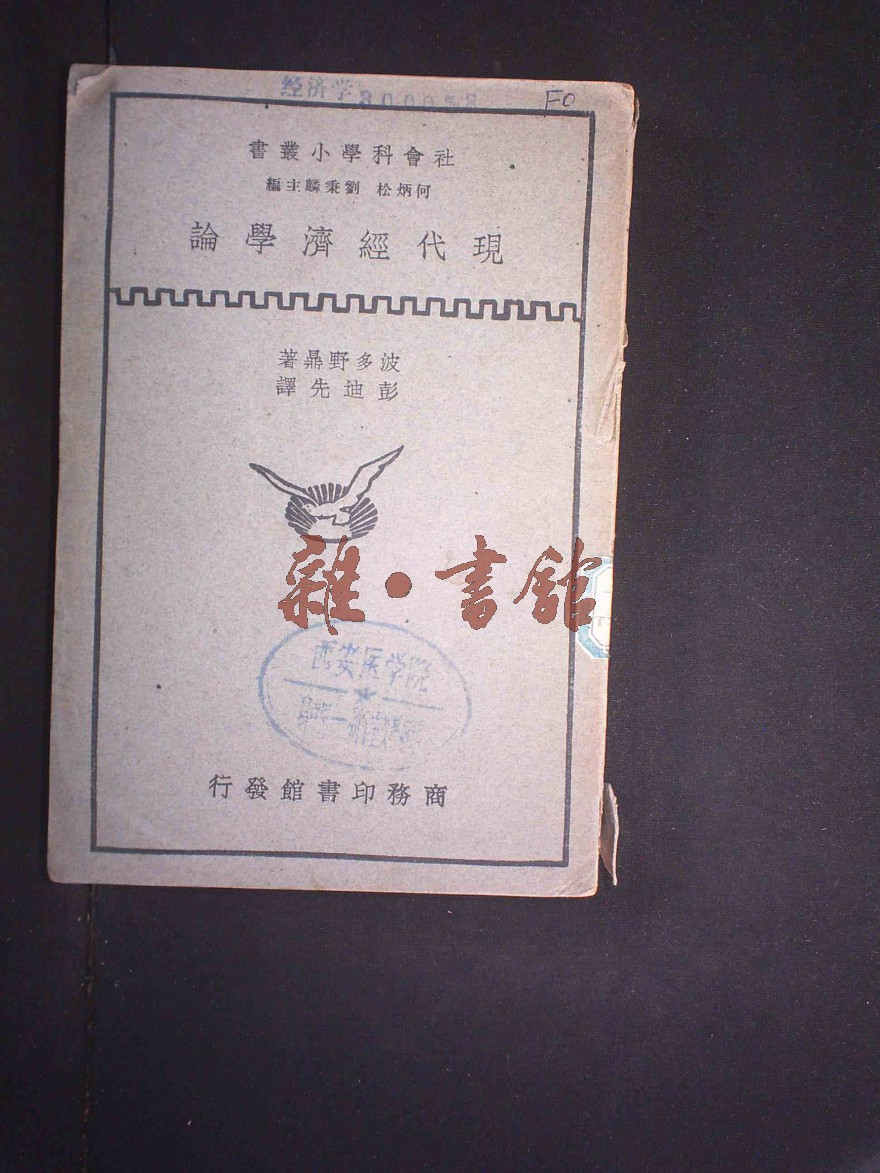 经济学 800058
F0
社會科學小叢書
何炳松 劉秉麟主編
現代經濟學論
波多野鼎著
彭迪先譯
雜·書館
西安医学院
商務印書館發行